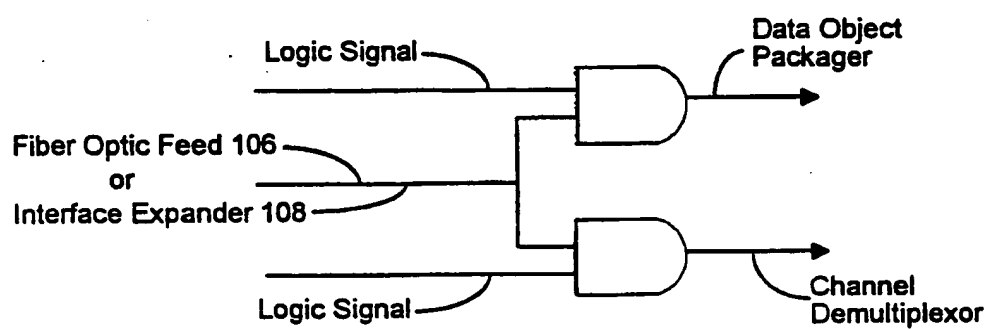 Logic Signal
Data Object
Packager
Fiber Optic Feed 106
or
Interface Expander 108
Logic Signal
Channel
Demultiplexor